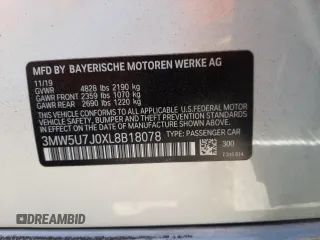 MFD BY BAYERISCHE MOTOREN WERKE AG
11/19
GVWR 4828 lbs 2190 kg
GAWR FRONT 2359 lbs 1070 kg
GAWR REAR 2690 lbs 1220 kg
THIS VEHICLE CONFORMS TO ALL APPLICABLE
U.S. FEDERAL MOTOR
VEHICLE SAFETY, BUMPER, AND THEFT PREVENTION
STANDARDS IN EFFECT ON THE DATE OF
MANUFACTURE SHOWN ABOVE.
3MW5U7J0XL8B18078 TYPE: PASSENGER CAR
300
DREAMBID